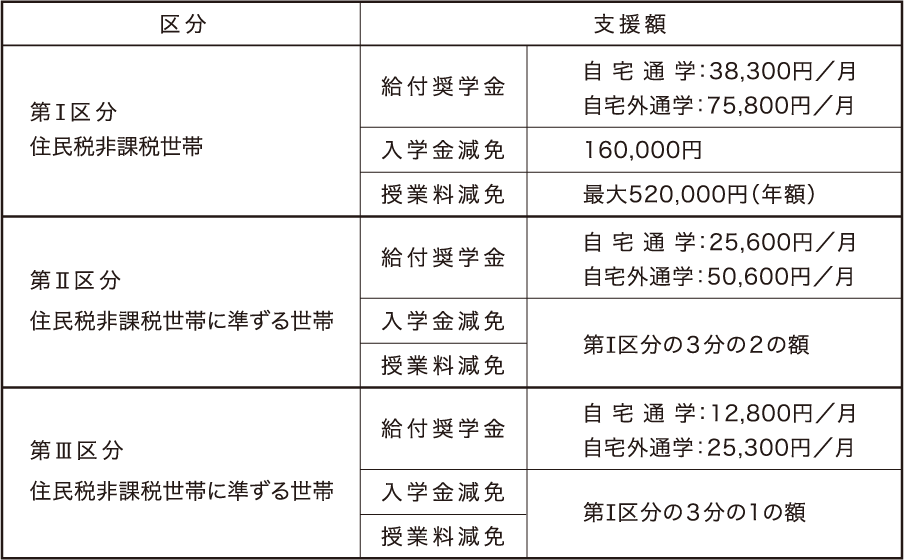 区分
支援額
第Ⅰ区分
住民税非課税世帯
給付奨学金
自宅通学：38,300円／月
自宅外通学：75,800円／月
入学金減免
160,000円
授業料減免
最大520,000円（年額）
第Ⅱ区分
住民税非課税世帯に準ずる世帯
給付奨学金
自宅通学：25,600円／月
自宅外通学：50,600円／月
入学金減免
授業料減免
第Ⅰ区分の３分の２の額
第Ⅲ区分
住民税非課税世帯に準ずる世帯
給付奨学金
自宅通学：12,800円／月
自宅外通学：25,300円／月
入学金減免
授業料減免
第Ⅰ区分の３分の１の額